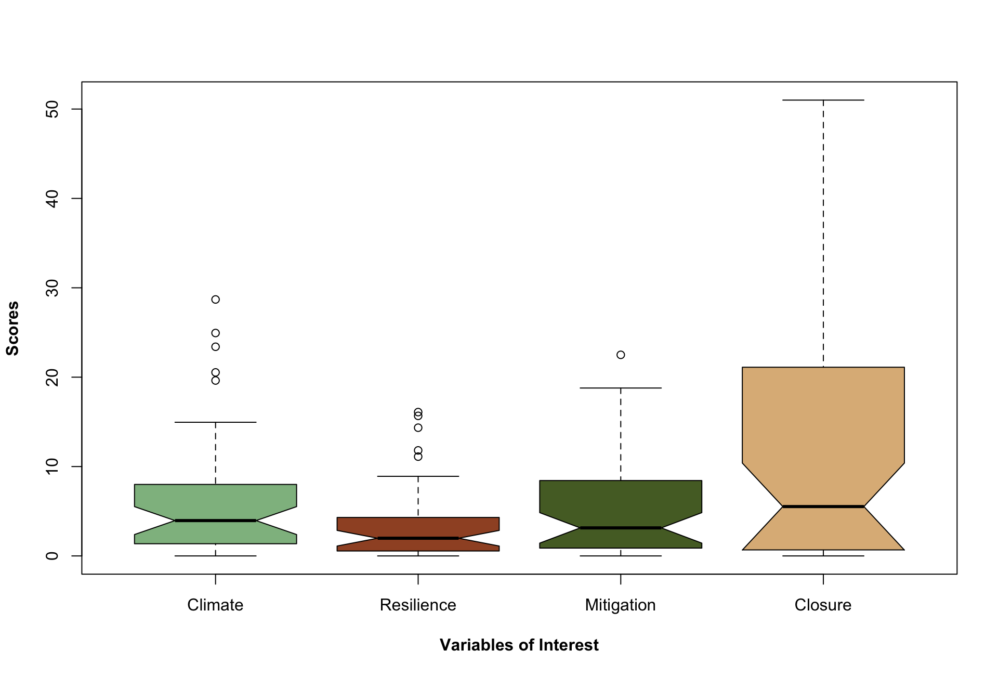 50
40
30
20
10
0
Scores
Climate Resilience Mitigation Closure
Variables of Interest